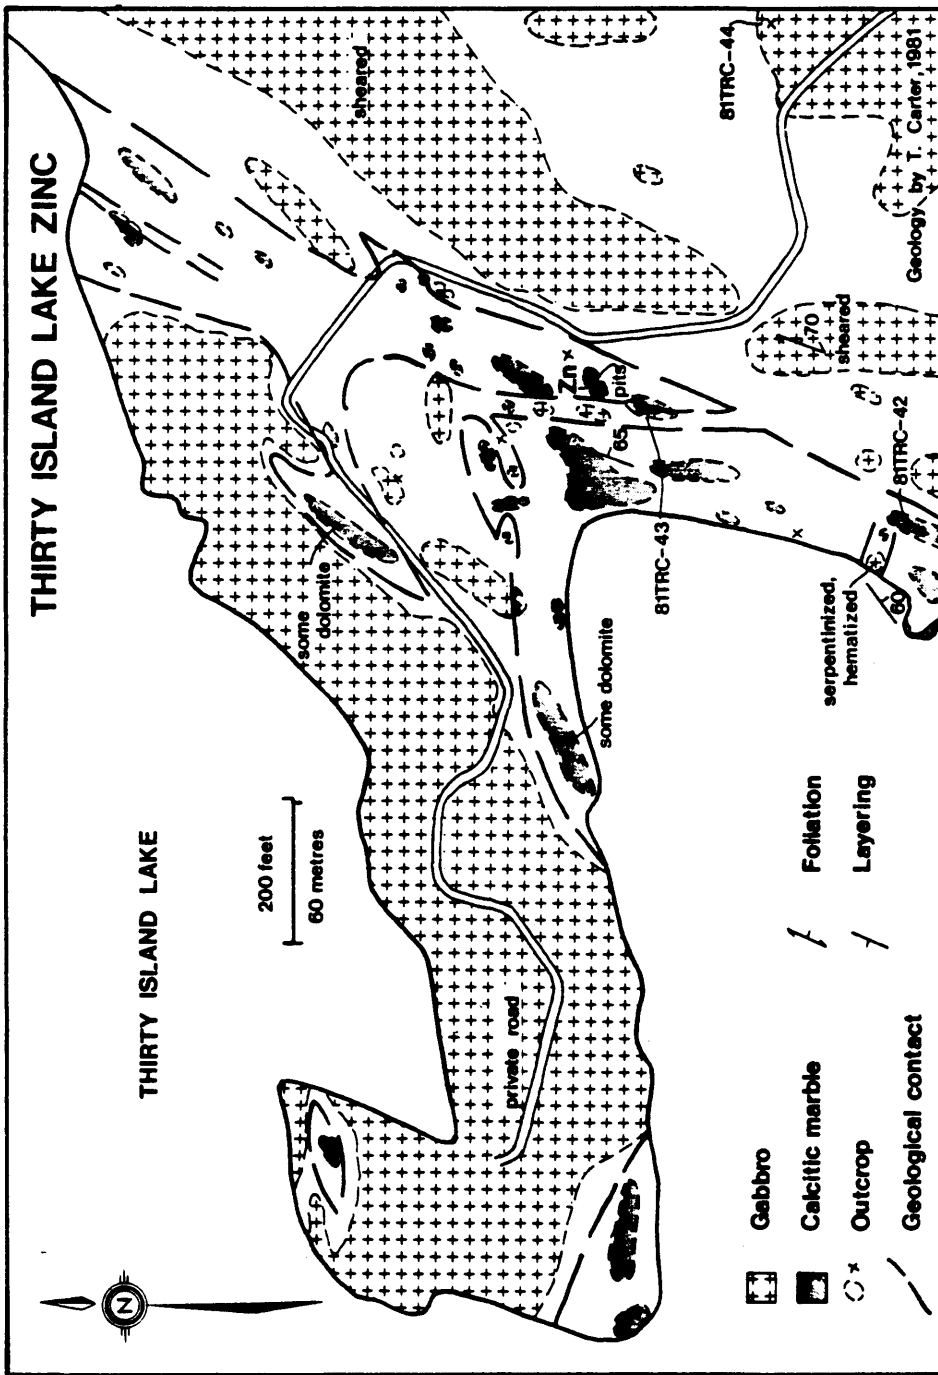 THIRTY ISLAND LAKE ZINC
THIRTY ISLAND LAKE
200 feet
60 metres
N
some
dolomite
sheared
81TRC-44
private road
some dolomite
Zn
pits
65
81TRC-43
70
sheared
81TRC-42
serpentinized,
hematized
60
Gabbro
Calcitic marble
Outcrop
Geological contact
Foliation
Layering
Geology by T. Carter, 1981